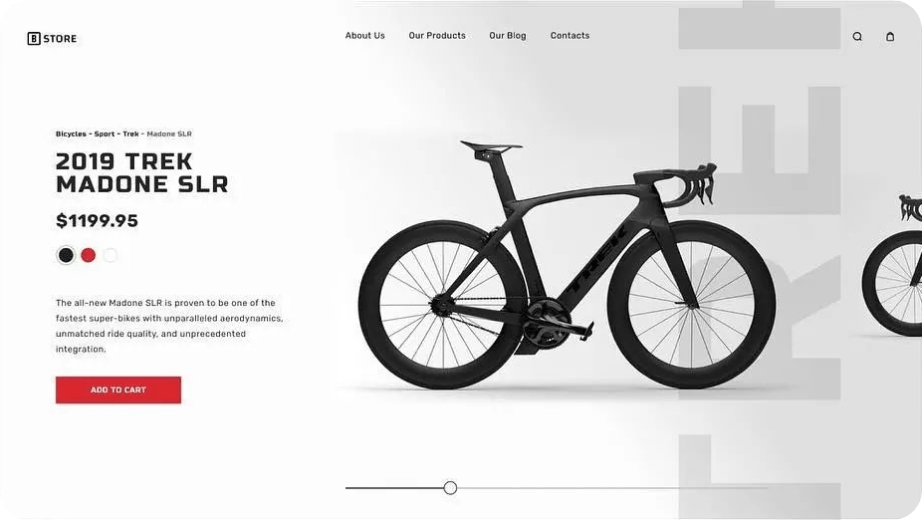 B STORE
About Us
Our Products
Our Blog
Contacts
Bicycles - Sport - Trek - Madone SLR
2019 TREK
MADONE SLR
$1199.95
The all-new Madone SLR is proven to be one of the
fastest super-bikes with unparalleled aerodynamics,
unmatched ride quality, and unprecedented
integration.
ADD TO CART
TREK
TREK